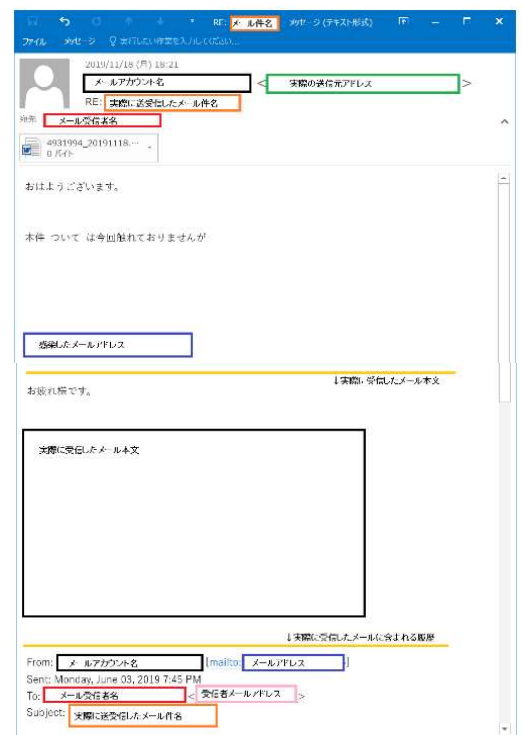 RE: メール件名 メッセージ (テキスト形式)
ファイル メッセージ 実行したい作業を入力してください...
2019/11/18 (月) 18:21
メールアカウント名 < 実際の送信元アドレス >
RE: 実際に送受信したメール件名
宛先 メール受信者名
4931994_20191118....
0 バイト
おはようございます。
本件 ついて は今回触れておりませんが
感染したメールアドレス
↓実際に受信したメール本文
お疲れ様です。
実際に受信したメール本文
↓実際に受信したメールに含まれる履歴
From: メールアカウント名 [mailto: メールアドレス ]
Sent: Monday, June 03, 2019 7:45 PM
To: メール受信者名 < 受信者メールアドレス >
Subject: 実際に送受信したメール件名